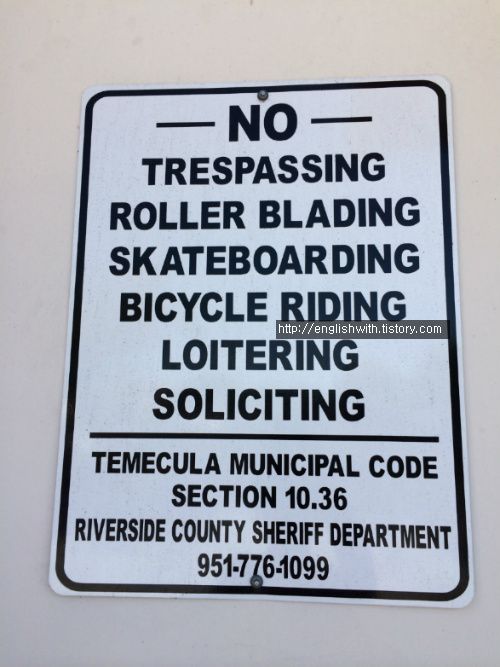 NO
TRESPASSING
ROLLER BLADING
SKATEBOARDING
BICYCLE RIDING
http://englishwith.tistory.com
LOITERING
SOLICITING
TEMECULA MUNICIPAL CODE
SECTION 10.36
RIVERSIDE COUNTY SHERIFF DEPARTMENT
951-776-1099